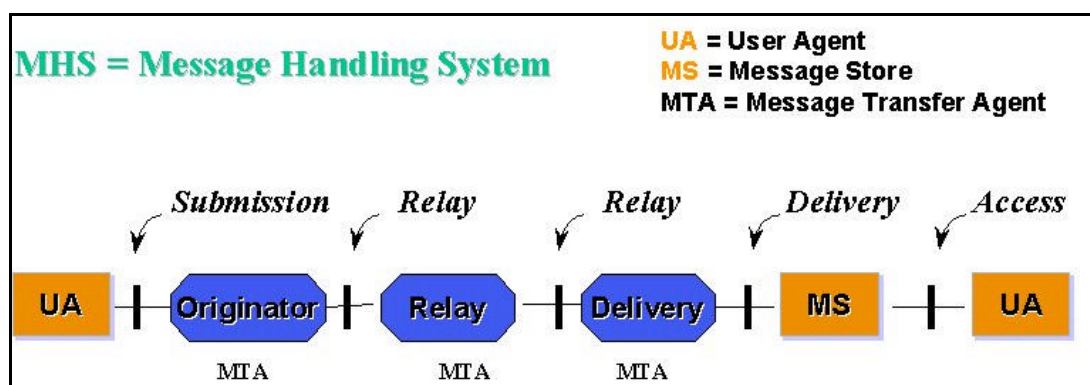 MHS = Message Handling System
UA = User Agent
MS = Message Store
MTA = Message Transfer Agent
Submission Relay Relay Delivery Access
UA Originator Relay Delivery MS UA
MTA MTA MTA